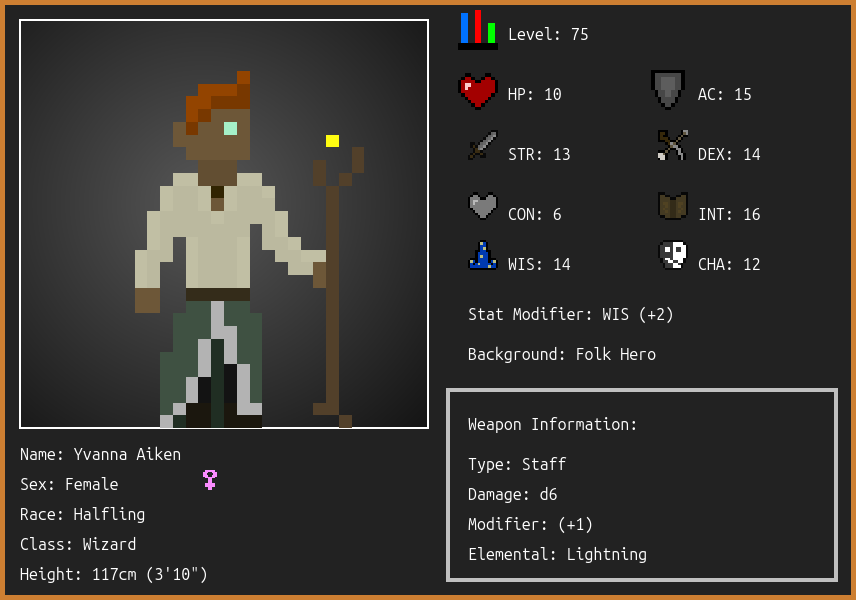 Level: 75
HP: 10
AC: 15
STR: 13
DEX: 14
CON: 6
INT: 16
WIS: 14
CHA: 12
Stat Modifier: WIS (+2)
Background: Folk Hero
Weapon Information:
Type: Staff
Damage: d6
Modifier: (+1)
Elemental: Lightning
Name: Yvanna Aiken
Sex: Female
Race: Halfling
Class: Wizard
Height: 117cm (3'10")